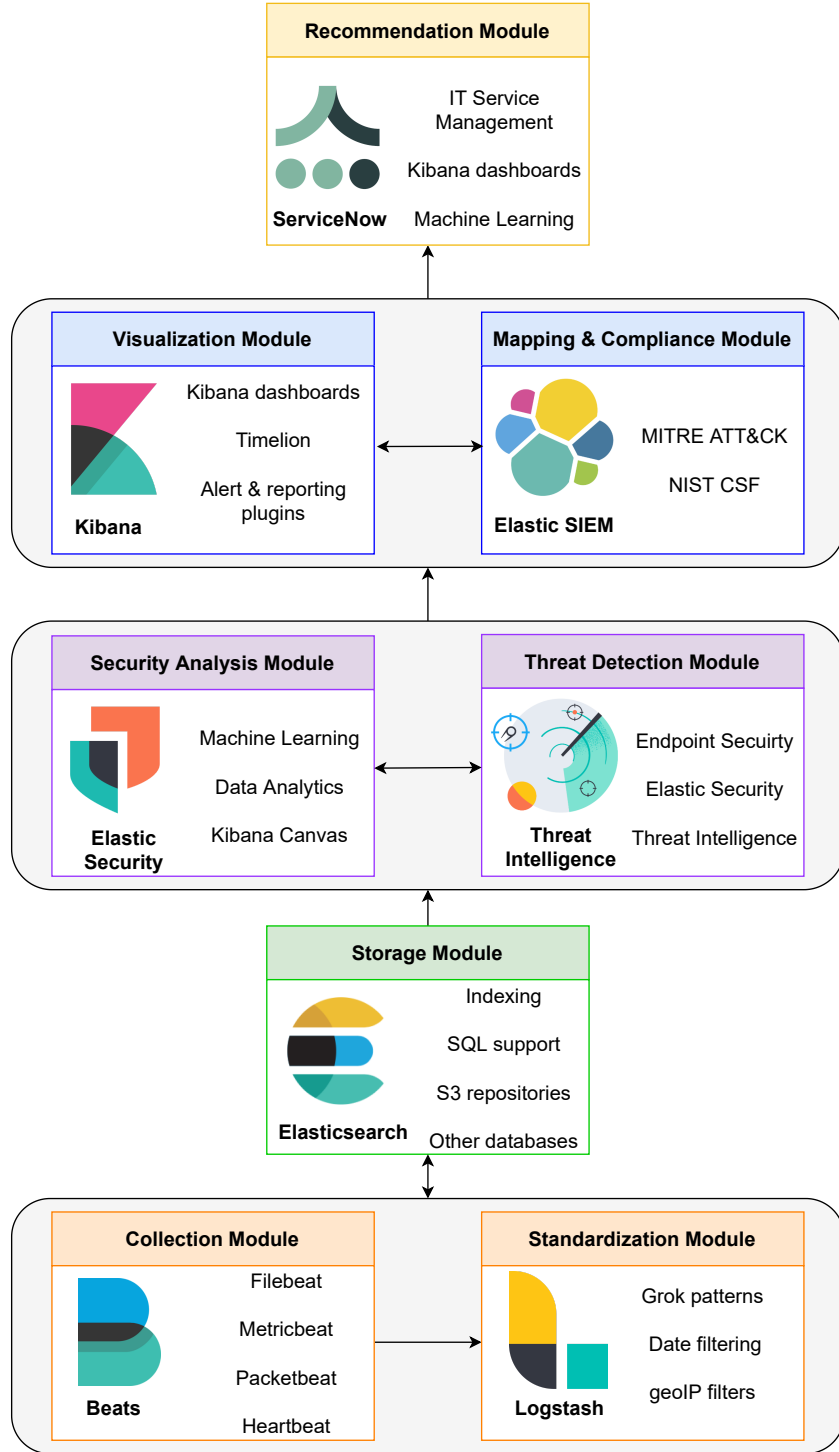 Recommendation Module
IT Service
Management
Kibana dashboards
Machine Learning
ServiceNow
Visualization Module
Kibana dashboards
Timelion
Alert & reporting
plugins
Kibana
Mapping & Compliance Module
MITRE ATT&CK
NIST CSF
Elastic SIEM
Security Analysis Module
Machine Learning
Data Analytics
Kibana Canvas
Elastic
Security
Threat Detection Module
Endpoint Secuirty
Elastic Security
Threat Intelligence
Threat
Intelligence
Storage Module
Indexing
SQL support
S3 repositories
Other databases
Elasticsearch
Collection Module
Filebeat
Metricbeat
Packetbeat
Heartbeat
Beats
Standardization Module
Grok patterns
Date filtering
geoIP filters
Logstash